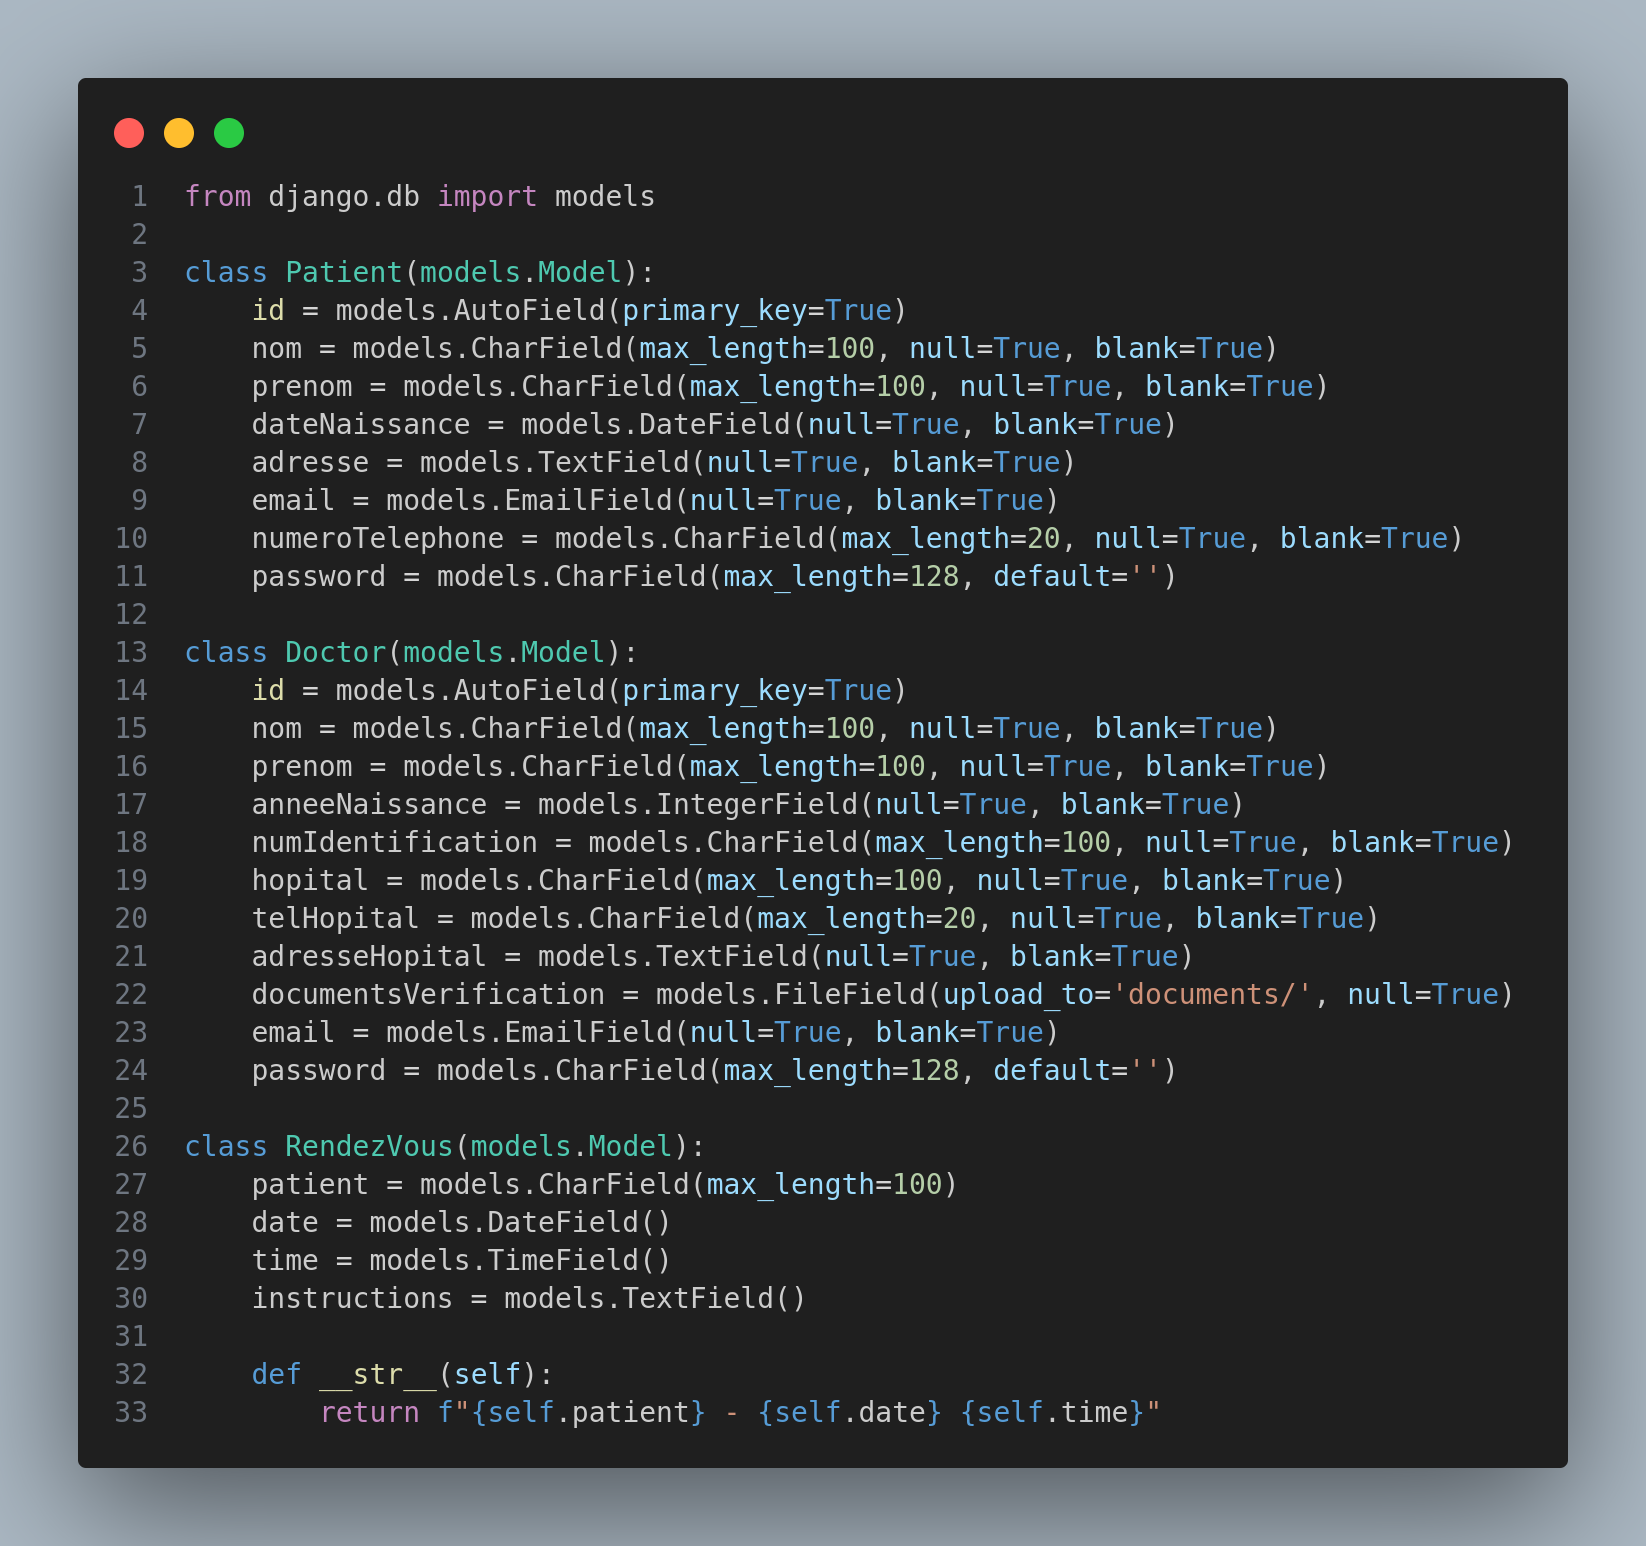 1 from django.db import models
2
3 class Patient(models.Model):
4     id = models.AutoField(primary_key=True)
5     nom = models.CharField(max_length=100, null=True, blank=True)
6     prenom = models.CharField(max_length=100, null=True, blank=True)
7     dateNaissance = models.DateField(null=True, blank=True)
8     adresse = models.TextField(null=True, blank=True)
9     email = models.EmailField(null=True, blank=True)
10     numeroTelephone = models.CharField(max_length=20, null=True, blank=True)
11     password = models.CharField(max_length=128, default='')
12
13 class Doctor(models.Model):
14     id = models.AutoField(primary_key=True)
15     nom = models.CharField(max_length=100, null=True, blank=True)
16     prenom = models.CharField(max_length=100, null=True, blank=True)
17     anneeNaissance = models.IntegerField(null=True, blank=True)
18     numIdentification = models.CharField(max_length=100, null=True, blank=True)
19     hopital = models.CharField(max_length=100, null=True, blank=True)
20     telHopital = models.CharField(max_length=20, null=True, blank=True)
21     adresseHopital = models.TextField(null=True, blank=True)
22     documentsVerification = models.FileField(upload_to='documents/', null=True)
23     email = models.EmailField(null=True, blank=True)
24     password = models.CharField(max_length=128, default='')
25
26 class RendezVous(models.Model):
27     patient = models.CharField(max_length=100)
28     date = models.DateField()
29     time = models.TimeField()
30     instructions = models.TextField()
31
32     def __str__(self):
33         return f"{self.patient} - {self.date} {self.time}"